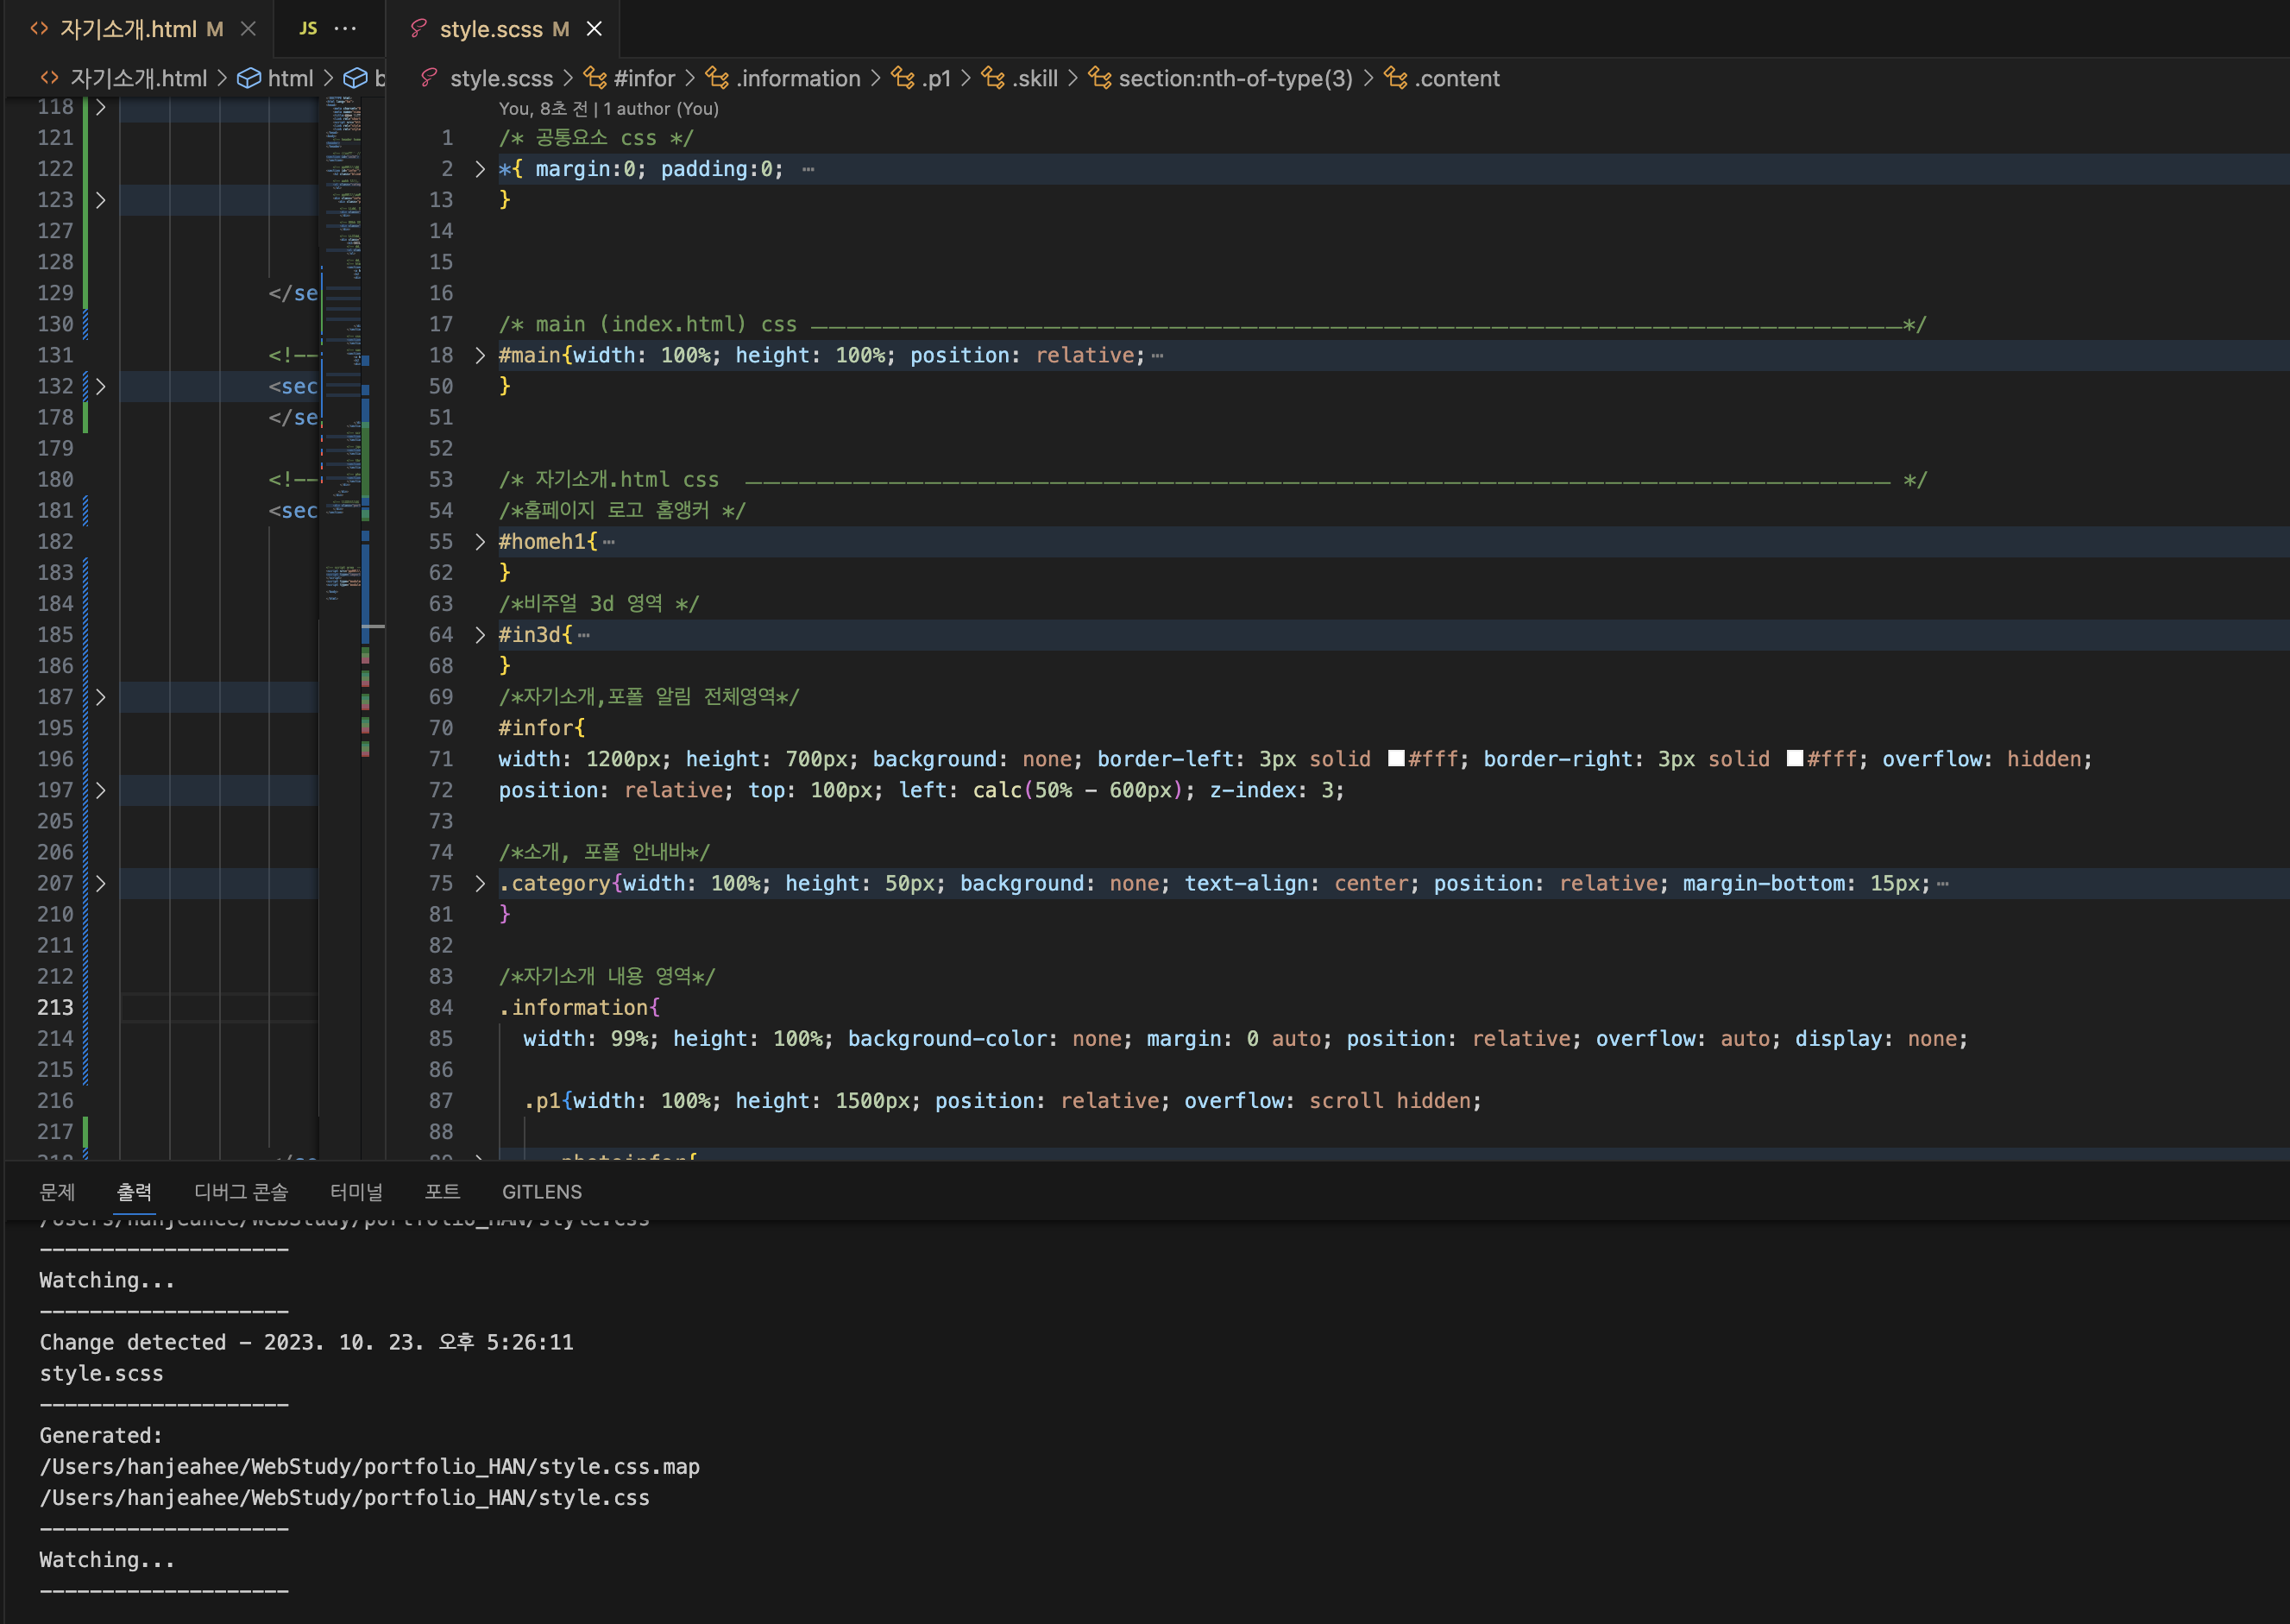 자기소개.html M
JS ...
style.scss M
자기소개.html > html > b
style.scss > #infor > .information > .p1 > .skill > section:nth-of-type(3) > .content
118
121
122
123
127
128
129 </se
130
131 <!--
132 <sec
178 </se
179
180 <!--
181 <sec
182
183
184
185
186
187
195
196
197
205
206
207
210
211
212
213
214
215
216
217
You, 8초 전 | 1 author (You)
1 /* 공통요소 css */
2 *{ margin:0; padding:0; ...
13 }
14
15
16
17 /* main (index.html) css ————————————————————*/
18 #main{width: 100%; height: 100%; position: relative; ...
50 }
51
52
53 /* 자기소개.html css ———————————————————— */
54 /*홈페이지 로고 홈앵커 */
55 #homeh1{ ...
62 }
63 /*비주얼 3d 영역 */
64 #in3d{ ...
68 }
69 /*자기소개,포폴 알림 전체영역*/
70 #infor{
71 width: 1200px; height: 700px; background: none; border-left: 3px solid #fff; border-right: 3px solid #fff; overflow: hidden;
72 position: relative; top: 100px; left: calc(50% - 600px); z-index: 3;
73
74 /*소개, 포폴 안내바*/
75 .category{width: 100%; height: 50px; background: none; text-align: center; position: relative; margin-bottom: 15px; ...
81 }
82
83 /*자기소개 내용 영역*/
84 .information{
85 width: 99%; height: 100%; background-color: none; margin: 0 auto; position: relative; overflow: auto; display: none;
86
87 .p1{width: 100%; height: 1500px; position: relative; overflow: scroll hidden;
88
문제 출력 디버그 콘솔 터미널 포트 GITLENS
/Users/hanjeahee/WebStudy/portfolio_HAN/style.css
--------------------
Watching...
--------------------
Change detected - 2023. 10. 23. 오후 5:26:11
style.scss
--------------------
Generated:
/Users/hanjeahee/WebStudy/portfolio_HAN/style.css.map
/Users/hanjeahee/WebStudy/portfolio_HAN/style.css
--------------------
Watching...
--------------------